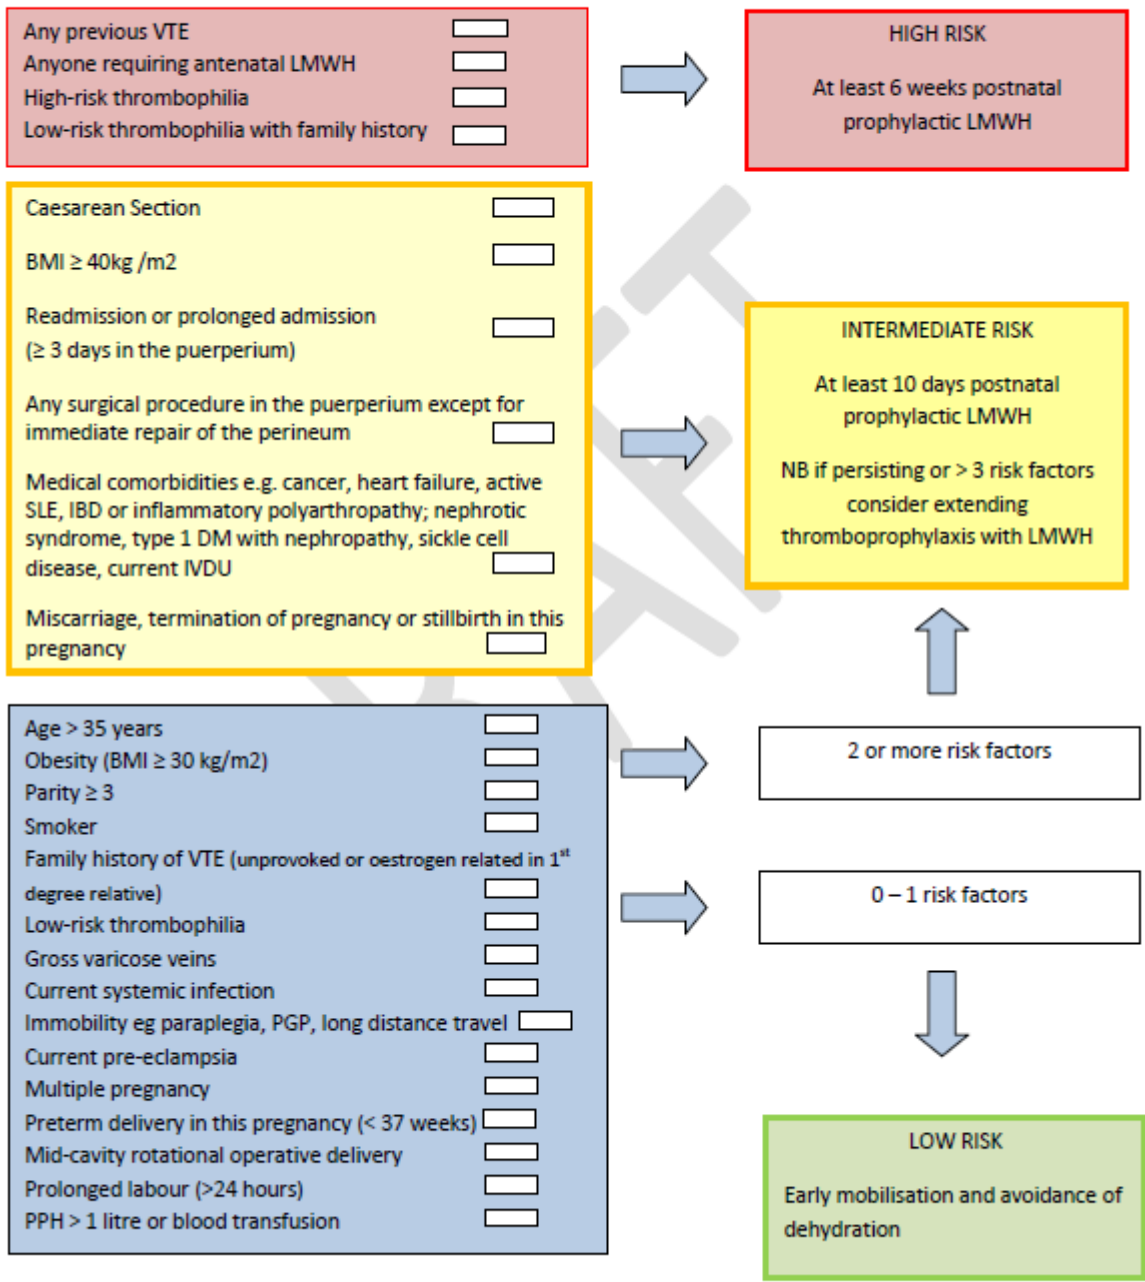 Any previous VTE
Anyone requiring antenatal LMWH
High-risk thrombophilia
Low-risk thrombophilia with family history
HIGH RISK
At least 6 weeks postnatal
prophylactic LMWH
Caesarean Section
BMI ≥ 40kg /m2
Readmission or prolonged admission
(≥ 3 days in the puerperium)
Any surgical procedure in the puerperium except for
immediate repair of the perineum
Medical comorbidities e.g. cancer, heart failure, active
SLE, IBD or inflammatory polyarthropathy; nephrotic
syndrome, type 1 DM with nephropathy, sickle cell
disease, current IVDU
Miscarriage, termination of pregnancy or stillbirth in this
pregnancy
INTERMEDIATE RISK
At least 10 days postnatal
prophylactic LMWH
NB if persisting or > 3 risk factors
consider extending
thromboprophylaxis with LMWH
Age > 35 years
Obesity (BMI ≥ 30 kg/m2)
Parity ≥ 3
Smoker
Family history of VTE (unprovoked or oestrogen related in 1st
degree relative)
Low-risk thrombophilia
Gross varicose veins
Current systemic infection
Immobility eg paraplegia, PGP, long distance travel
Current pre-eclampsia
Multiple pregnancy
Preterm delivery in this pregnancy (< 37 weeks)
Mid-cavity rotational operative delivery
Prolonged labour (>24 hours)
PPH > 1 litre or blood transfusion
2 or more risk factors
0 – 1 risk factors
LOW RISK
Early mobilisation and avoidance of
dehydration
DRAFT